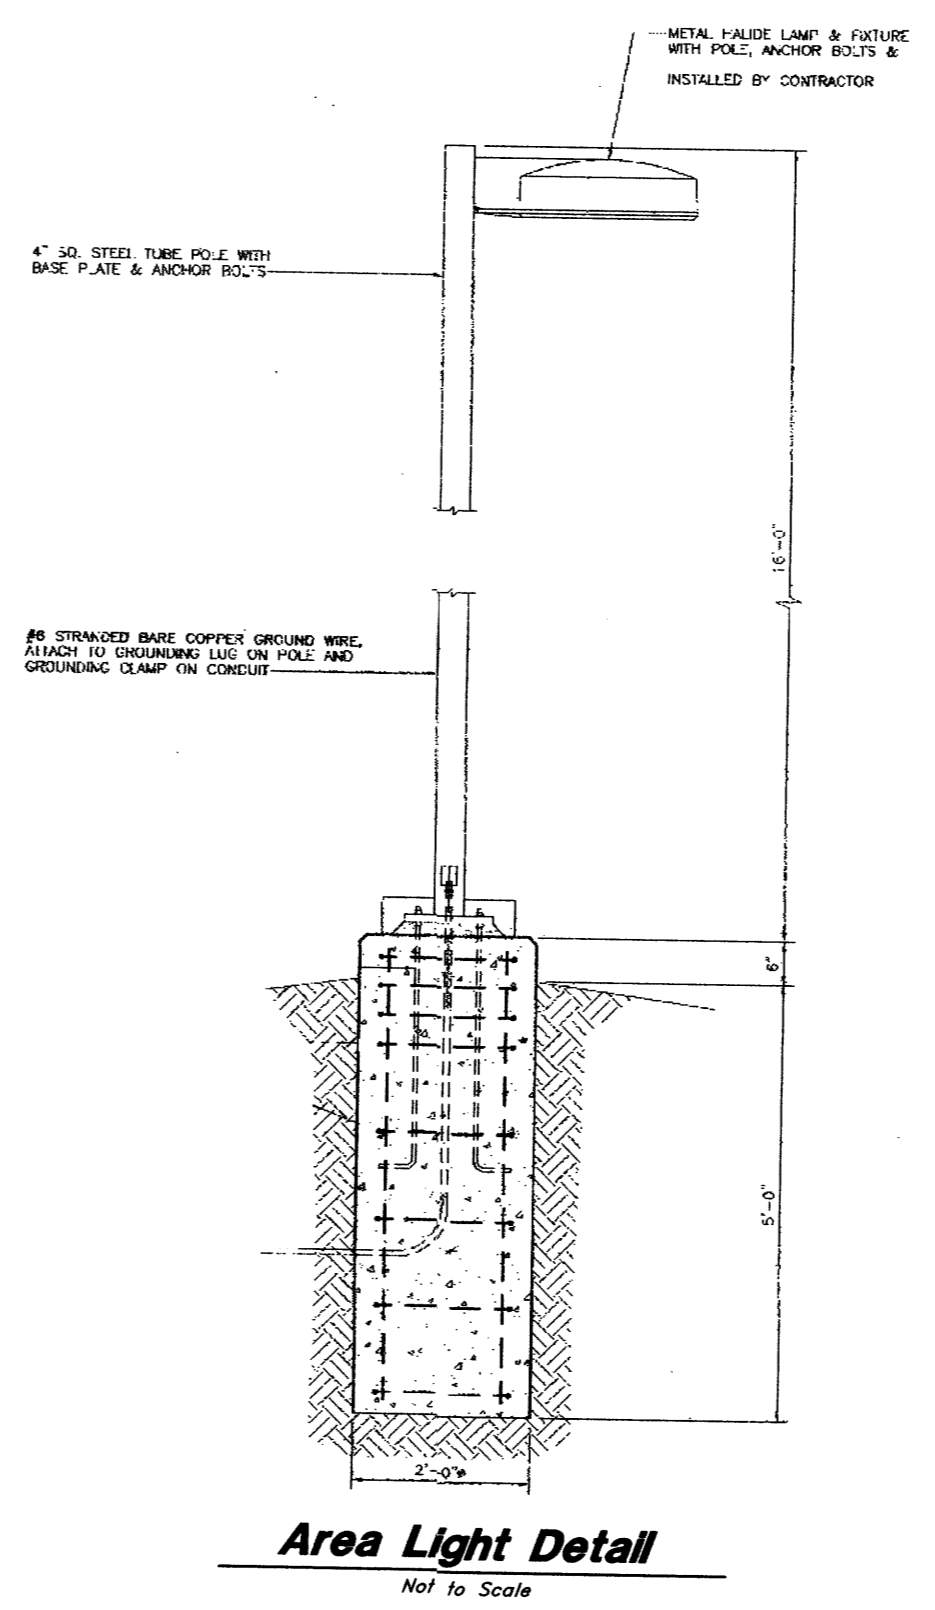 METAL HALIDE LAMP & FIXTURE
WITH POLE, ANCHOR BOLTS &
INSTALLED BY CONTRACTOR
4" SQ. STEEL TUBE POLE WITH
BASE PLATE & ANCHOR BOLTS
16'-0"
#6 STRANDED BARE COPPER GROUND WIRE,
ATTACH TO GROUNDING LUG ON POLE AND
GROUNDING CLAMP ON CONDUIT
6"
5'-0"
2'-0"ø
Area Light Detail
Not to Scale